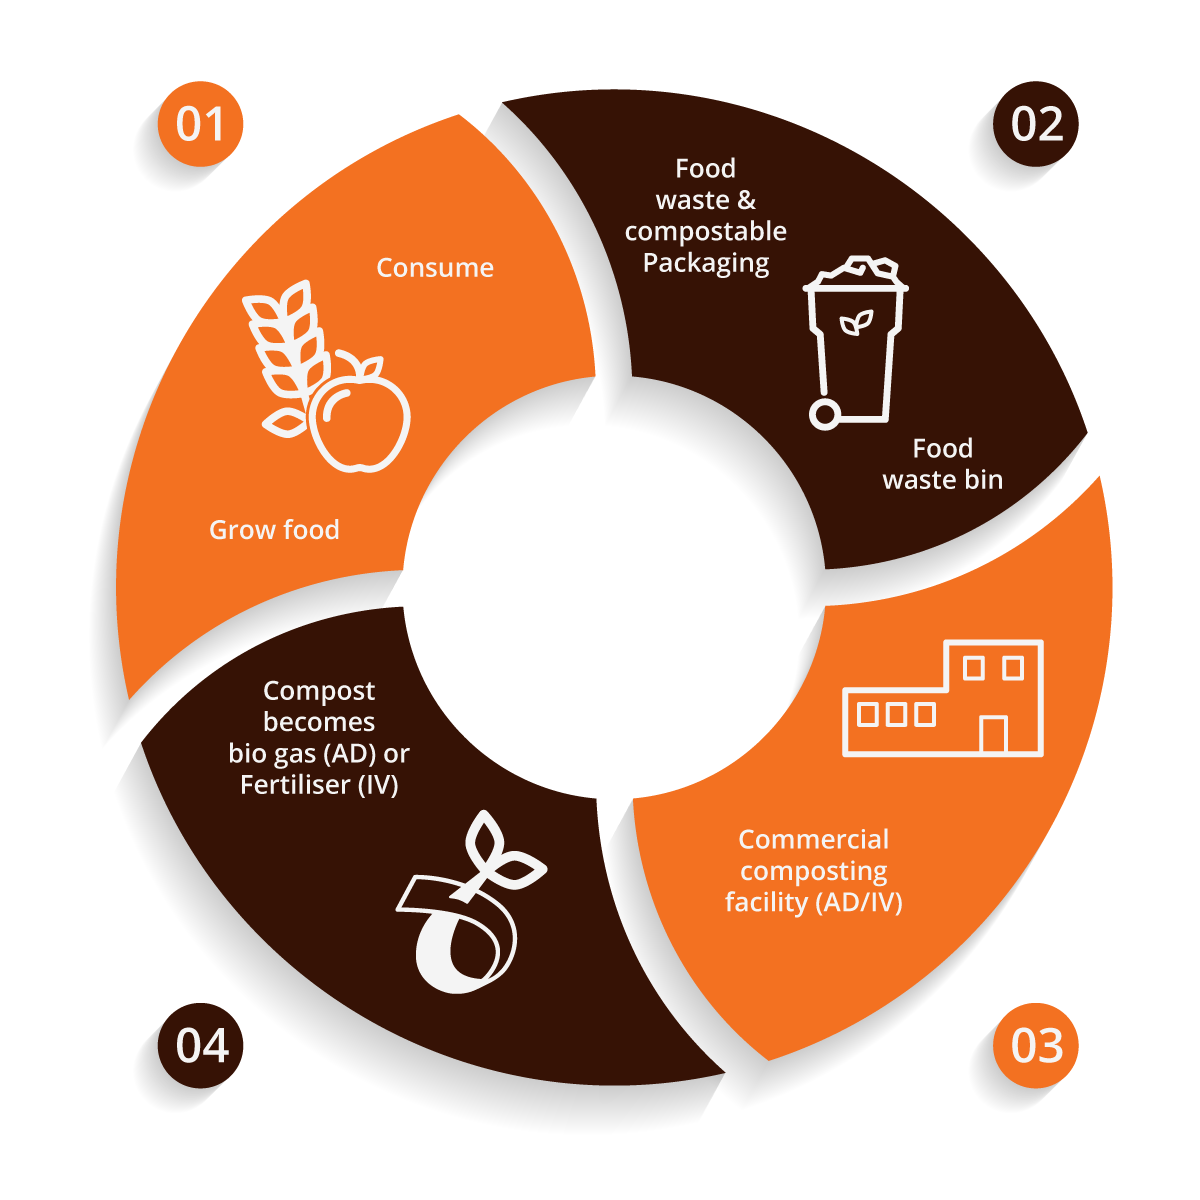 01
Consume
Grow food
02
Food
waste &
compostable
Packaging
Food
waste bin
03
Commercial
composting
facility (AD/IV)
04
Compost
becomes
bio gas (AD) or
Fertiliser (IV)